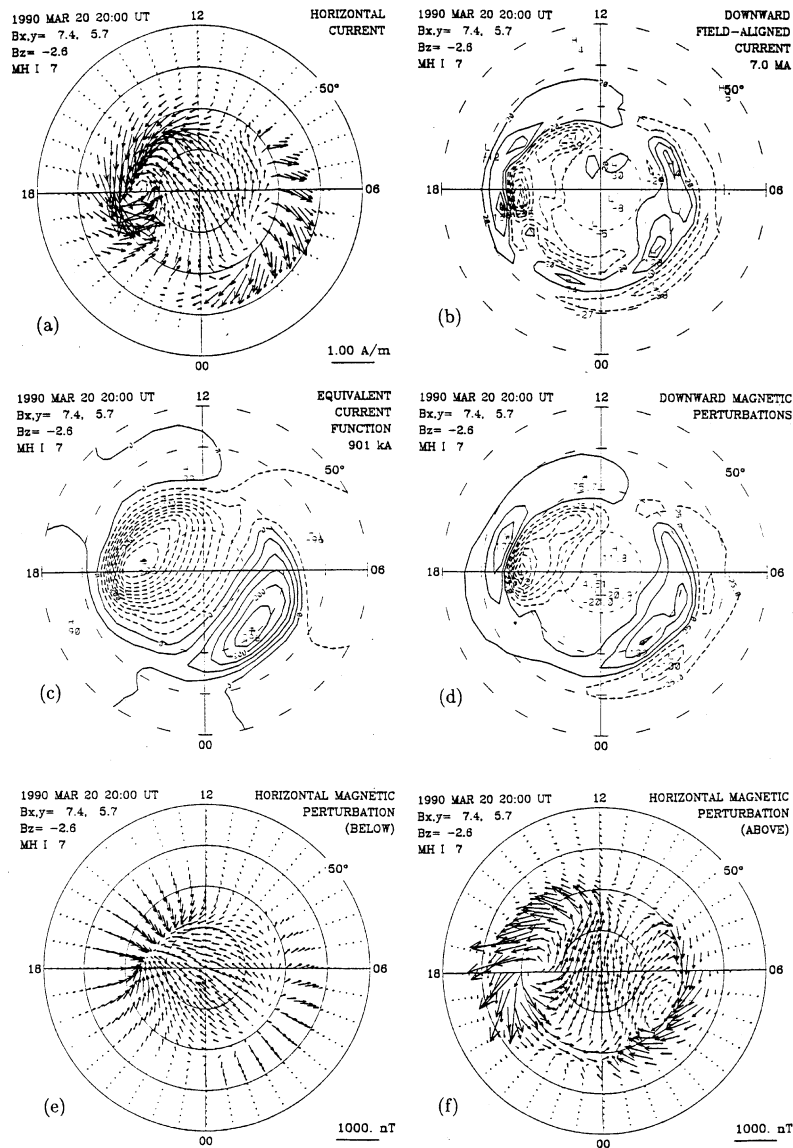 1990 MAR 20 20:00 UT
Bx,y= 7.4, 5.7
Bz= -2.6
MH I 7
12
HORIZONTAL
CURRENT
50°
18
06
(a)
00
1.00 A/m
1990 MAR 20 20:00 UT
Bx,y= 7.4, 5.7
Bz= -2.6
MH I 7
12
DOWNWARD
FIELD-ALIGNED
CURRENT
7.0 MA
50°
18
06
-27
(b)
00
1990 MAR 20 20:00 UT
Bx,y= 7.4, 5.7
Bz= -2.6
MH I 7
12
EQUIVALENT
CURRENT
FUNCTION
901 kA
50°
18
06
(c)
00
1990 MAR 20 20:00 UT
Bx,y= 7.4, 5.7
Bz= -2.6
MH I 7
12
DOWNWARD MAGNETIC
PERTURBATIONS
50°
18
06
(d)
00
1990 MAR 20 20:00 UT
Bx,y= 7.4, 5.7
Bz= -2.6
MH I 7
12
HORIZONTAL MAGNETIC
PERTURBATION
(BELOW)
50°
18
06
(e)
00
1000. nT
1990 MAR 20 20:00 UT
Bx,y= 7.4, 5.7
Bz= -2.6
MH I 7
12
HORIZONTAL MAGNETIC
PERTURBATION
(ABOVE)
50°
18
06
(f)
00
1000. nT